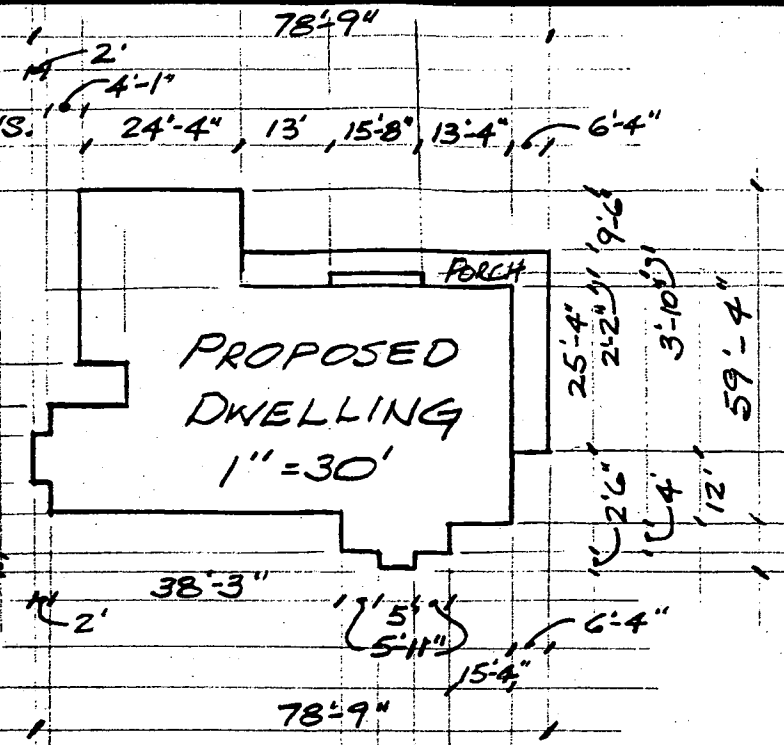 78'-9"
2'
4'-1"
'S. 24'-4" 13' 15'-8" 13'-4" 6'-4"
9'-6"
PORCH
25'-4" 2'-2" 3'-10" 59'-4"
PROPOSED
DWELLING
1" = 30'
2'6" 4' 12'
38'-3"
2' 5' 6'-4"
5'-11"
15'-4"
78'-9"